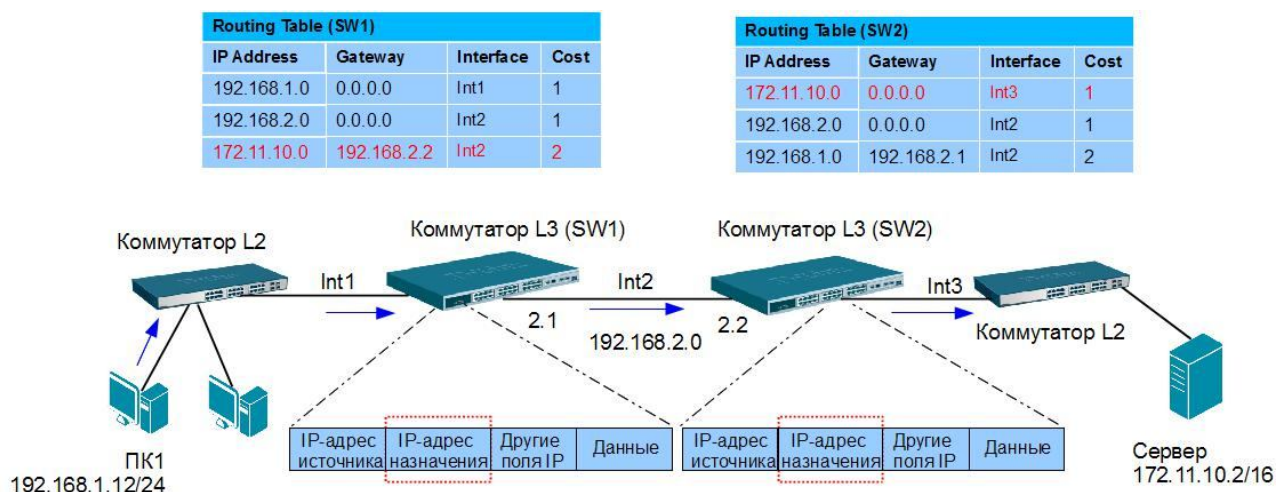 Routing Table (SW1)
IP Address Gateway Interface Cost
192.168.1.0 0.0.0.0 Int1 1
192.168.2.0 0.0.0.0 Int2 1
172.11.10.0 192.168.2.2 Int2 2
Routing Table (SW2)
IP Address Gateway Interface Cost
172.11.10.0 0.0.0.0 Int3 1
192.168.2.0 0.0.0.0 Int2 1
192.168.1.0 192.168.2.1 Int2 2
Коммутатор L2
Коммутатор L3 (SW1)
Коммутатор L3 (SW2)
Int1
Int2
Int3
2.1
192.168.2.0
2.2
Коммутатор L2
ПК1
192.168.1.12/24
IP-адрес
источника
IP-адрес
назначения
Другие
поля IP
Данные
IP-адрес
источника
IP-адрес
назначения
Другие
поля IP
Данные
Сервер
172.11.10.2/16